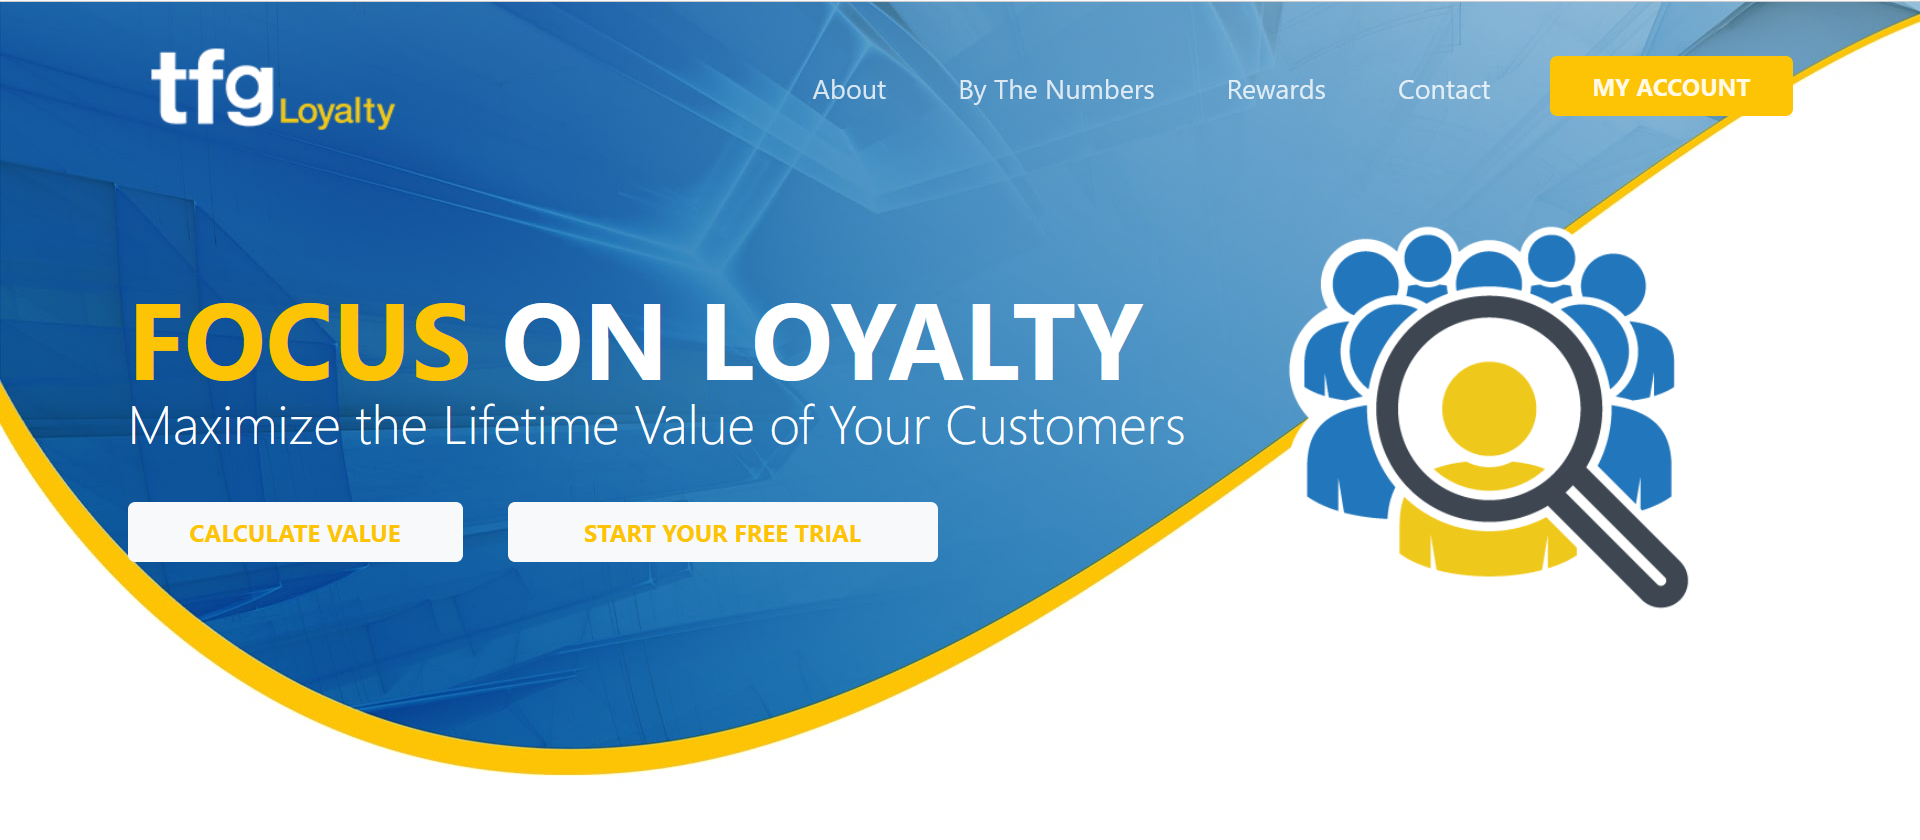 tfg Loyalty
About
By The Numbers
Rewards
Contact
MY ACCOUNT
FOCUS ON LOYALTY
Maximize the Lifetime Value of Your Customers
CALCULATE VALUE
START YOUR FREE TRIAL